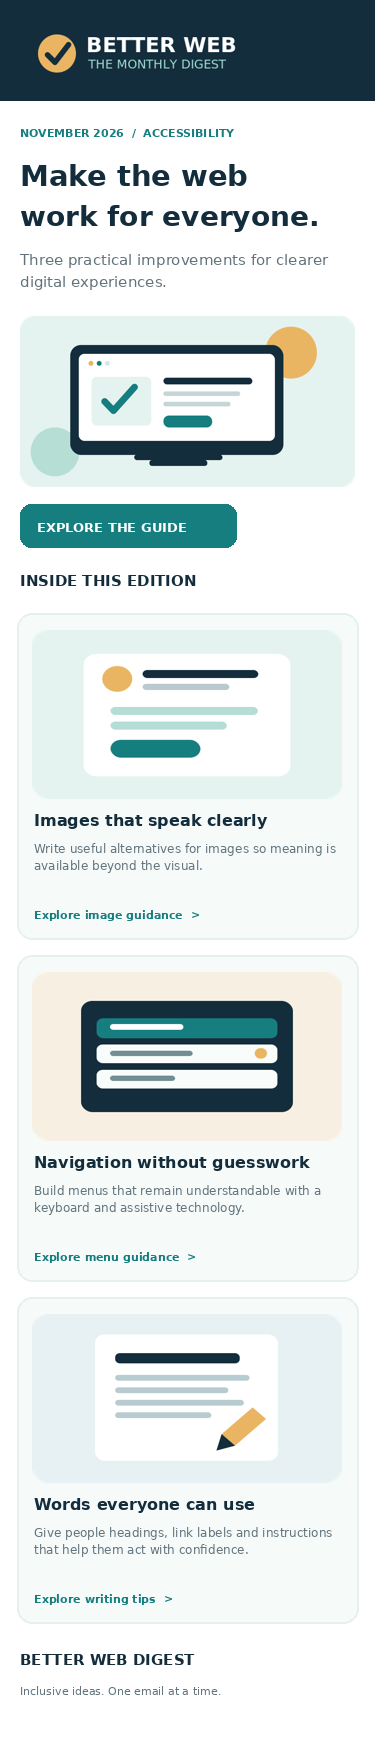 BETTER WEB
THE MONTHLY DIGEST
NOVEMBER 2026 / ACCESSIBILITY
Make the web
work for everyone.
Three practical improvements for clearer
digital experiences.
EXPLORE THE GUIDE
INSIDE THIS EDITION
Images that speak clearly
Write useful alternatives for images so meaning is
available beyond the visual.
Explore image guidance >
Navigation without guesswork
Build menus that remain understandable with a
keyboard and assistive technology.
Explore menu guidance >
Words everyone can use
Give people headings, link labels and instructions
that help them act with confidence.
Explore writing tips >
BETTER WEB DIGEST
Inclusive ideas. One email at a time.